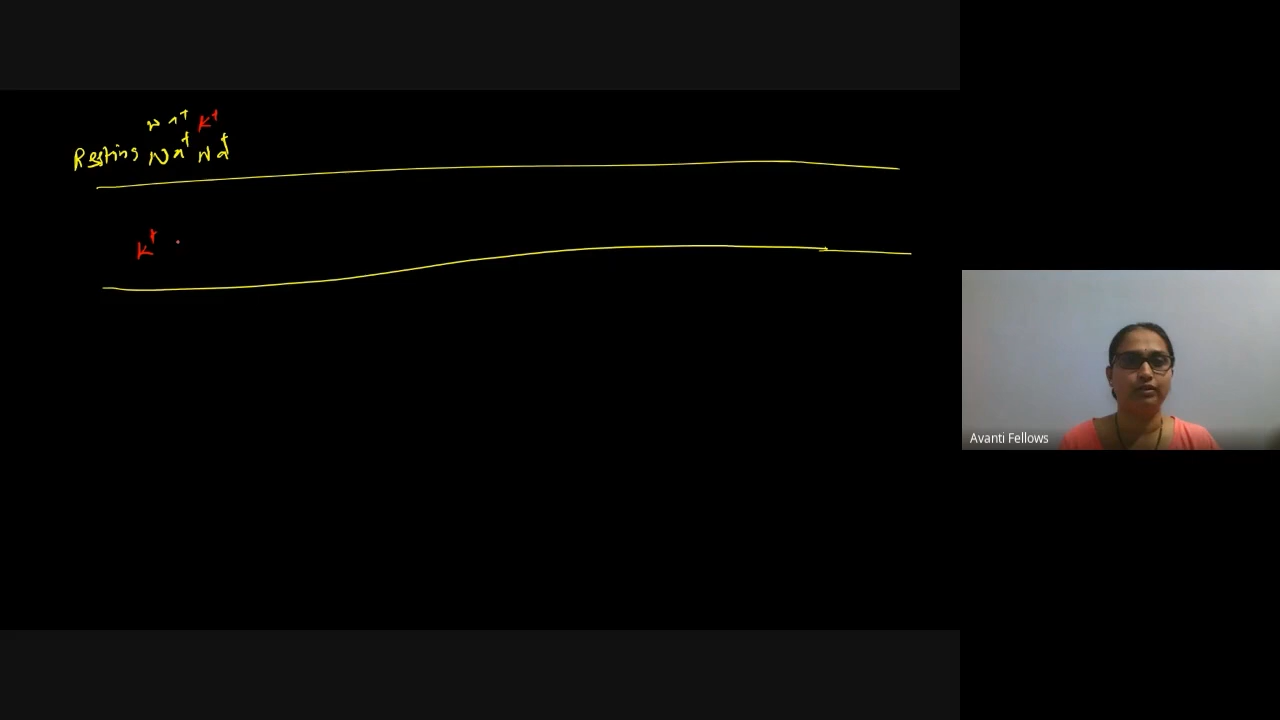 Na+ K+
Resting Na+ Na+
K+
Avanti Fellows